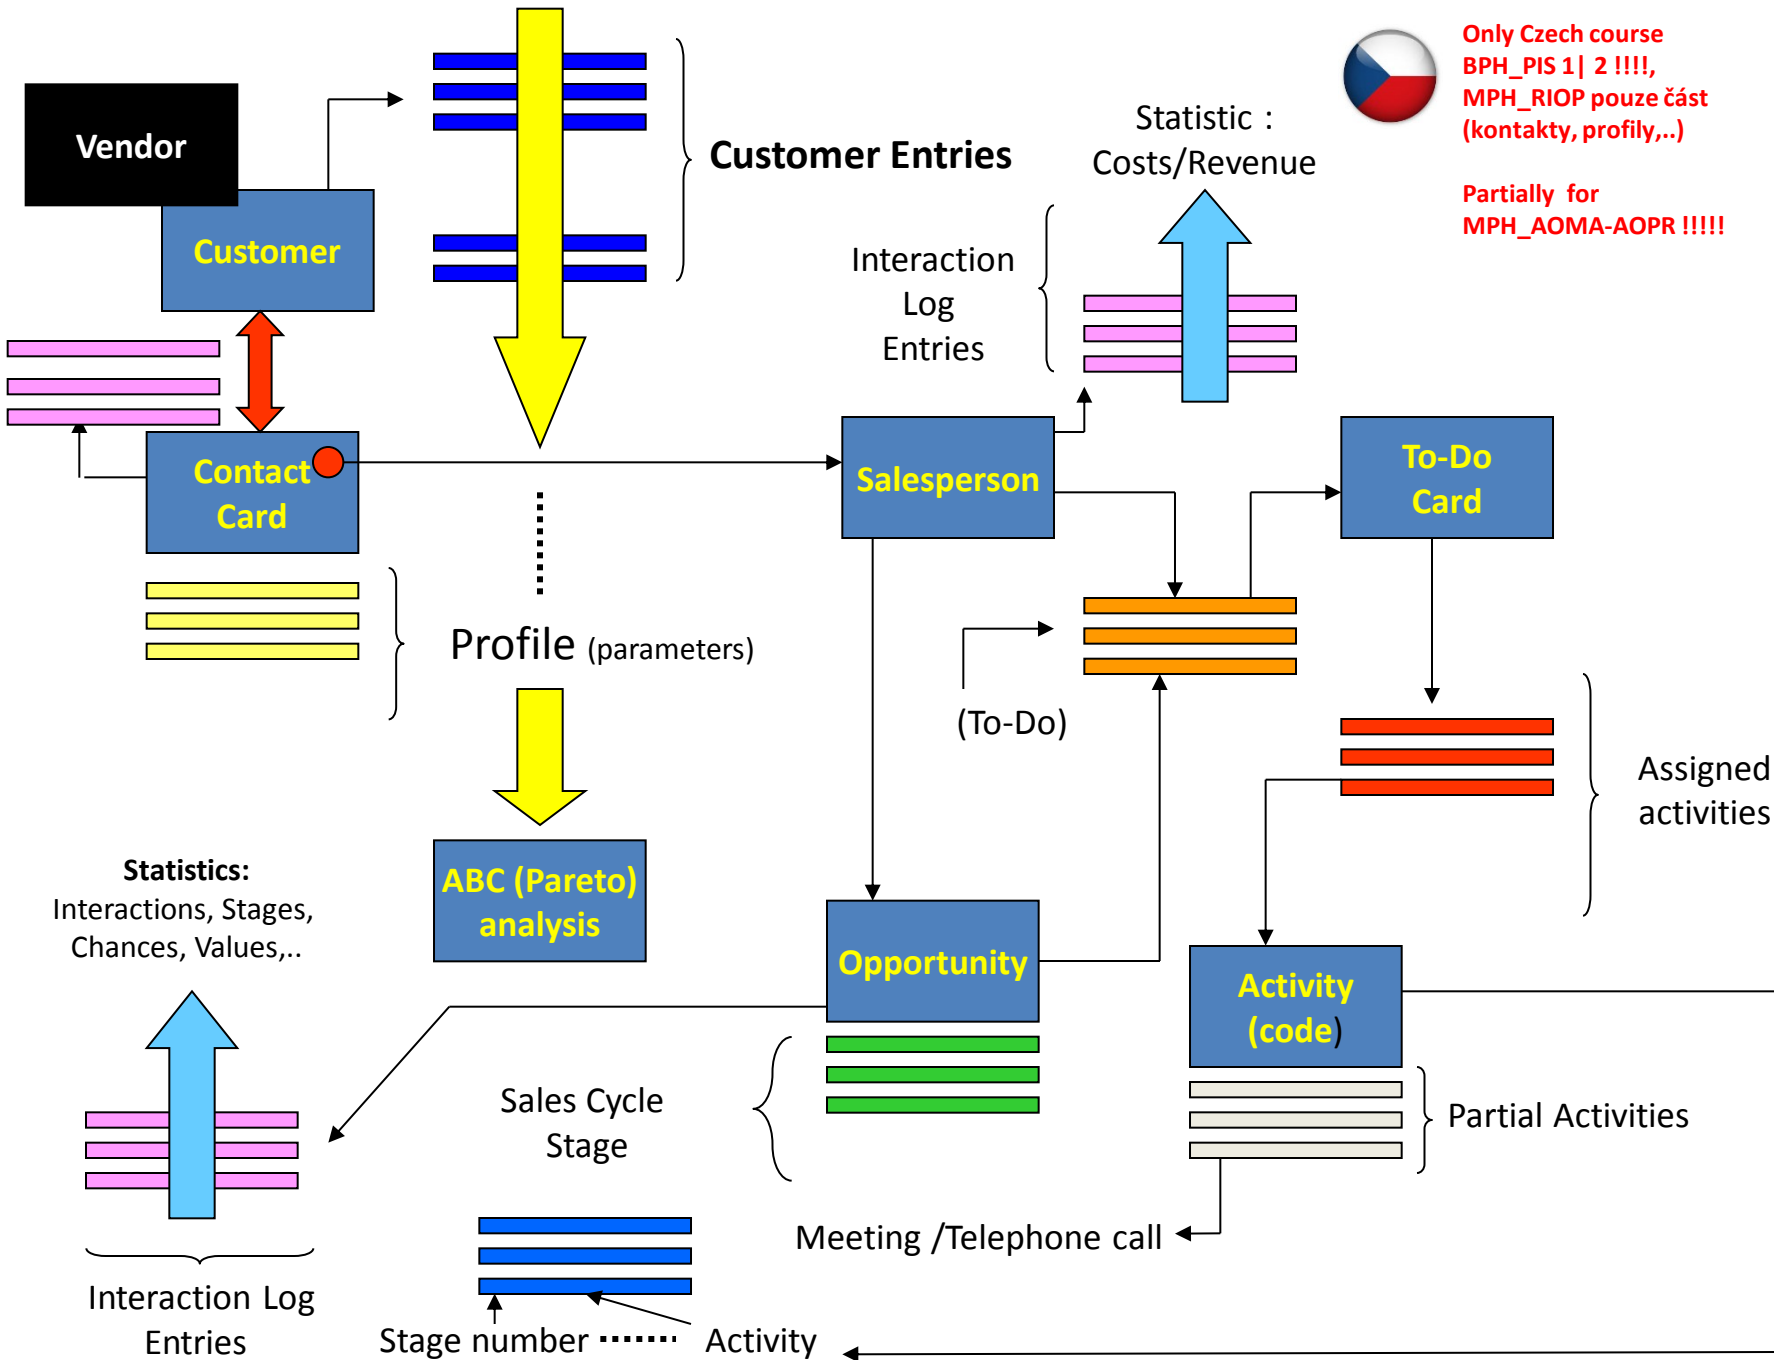 Only Czech course
BPH_PIS 1| 2 !!!!,
MPH_RIOP pouze část
(kontakty, profily,..)
Partially for
MPH_AOMA-AOPR !!!!!
Vendor
Customer
Customer Entries
Statistic :
Costs/Revenue
Interaction
Log
Entries
Contact
Card
Salesperson
To-Do
Card
Profile (parameters)
(To-Do)
Assigned
activities
ABC (Pareto)
analysis
Statistics:
Interactions, Stages,
Chances, Values,..
Opportunity
Activity
(code)
Sales Cycle
Stage
Partial Activities
Meeting /Telephone call
Interaction Log
Entries
Stage number
Activity